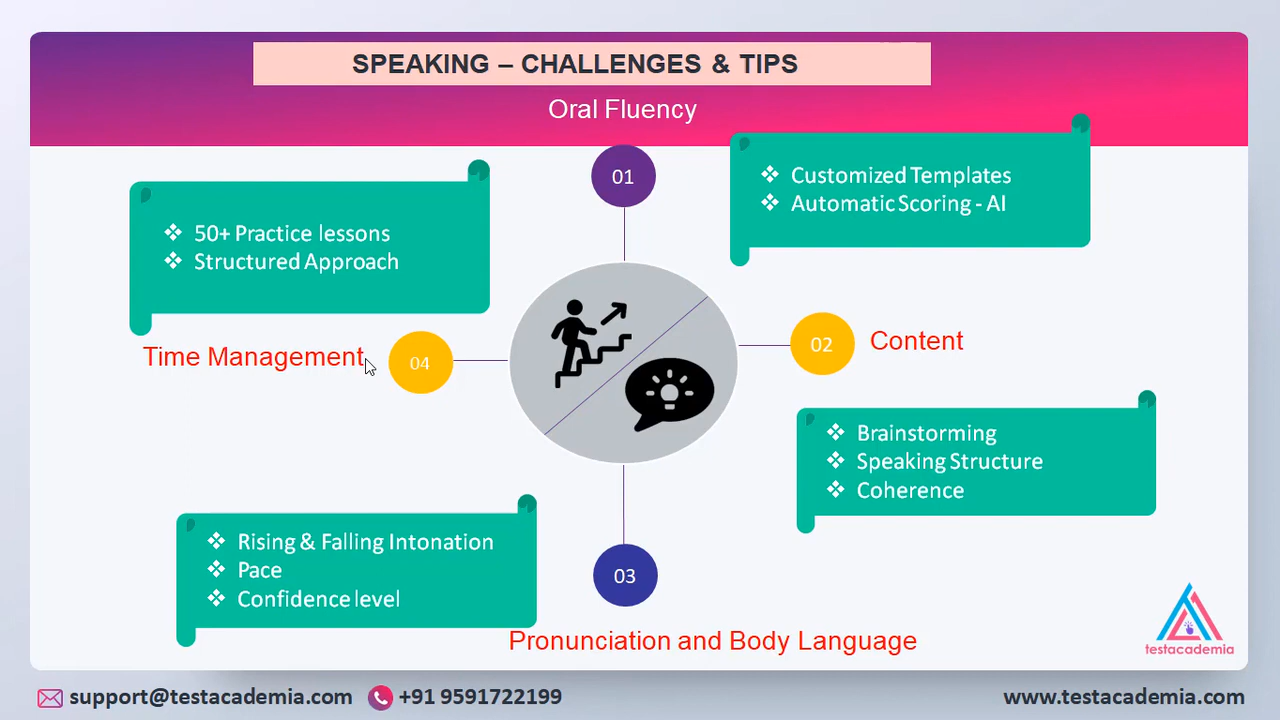 SPEAKING – CHALLENGES & TIPS
Oral Fluency
01
❖ Customized Templates
❖ Automatic Scoring - AI
❖ 50+ Practice lessons
❖ Structured Approach
Time Management
04
02
Content
❖ Brainstorming
❖ Speaking Structure
❖ Coherence
❖ Rising & Falling Intonation
❖ Pace
❖ Confidence level
03
Pronunciation and Body Language
testacademia
support@testacademia.com
+91 9591722199
www.testacademia.com